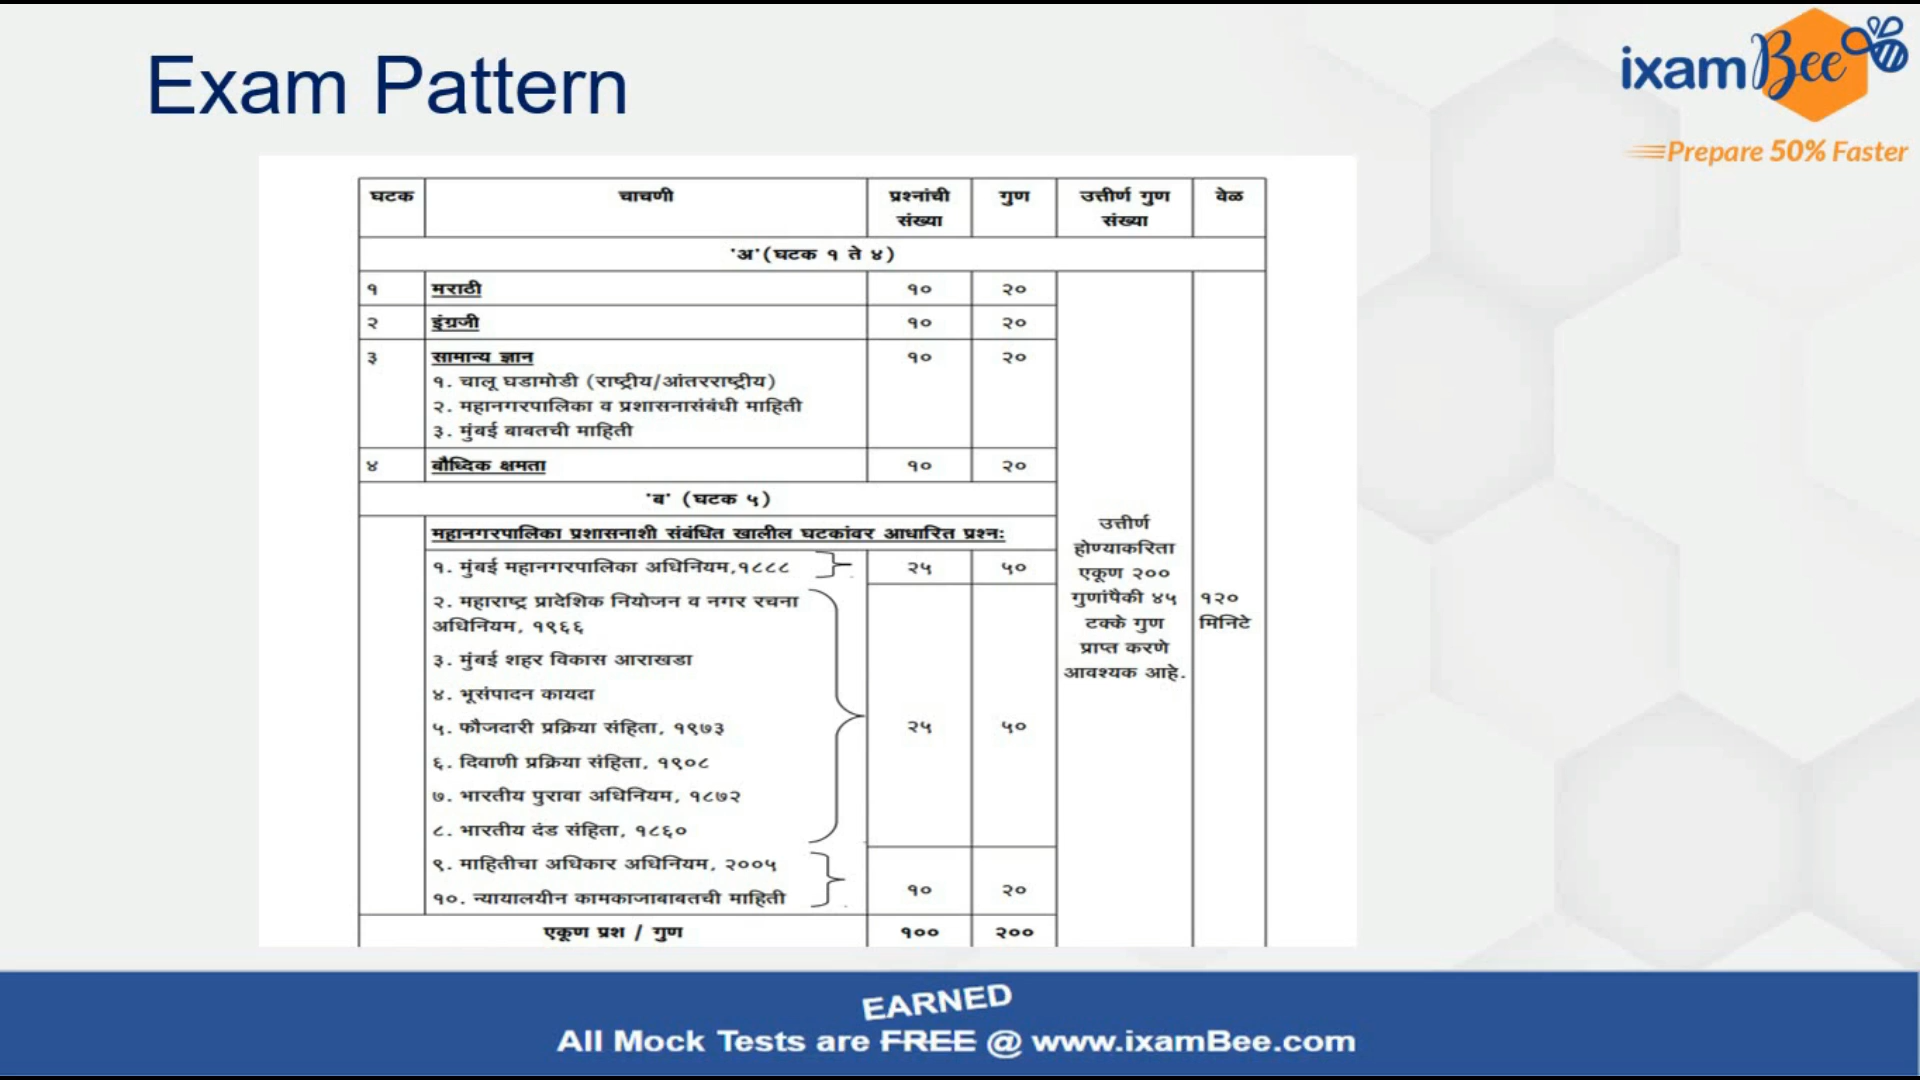 Exam Pattern
ixamBee
Prepare 50% Faster
घटक चाचणी प्रश्नांची संख्या गुण उत्तीर्ण गुण संख्या वेळ
'अ'(घटक १ ते ४)
१ मराठी १० २०
२ इंग्रजी १० २०
३ सामान्य ज्ञान १० २०
१. चालू घडामोडी (राष्ट्रीय/आंतरराष्ट्रीय)
२. महानगरपालिका व प्रशासनासंबंधी माहिती
३. मुंबई बाबतची माहिती
४ बौध्दिक क्षमता १० २०
'ब' (घटक ५)
महानगरपालिका प्रशासनाशी संबंधित खालील घटकांवर आधारित प्रश्न:
१. मुंबई महानगरपालिका अधिनियम,१८८८ २५ ५०
२. महाराष्ट्र प्रादेशिक नियोजन व नगर रचना
अधिनियम, १९६६
३. मुंबई शहर विकास आराखडा
४. भूसंपादन कायदा
५. फौजदारी प्रक्रिया संहिता, १९७३ २५ ५०
६. दिवाणी प्रक्रिया संहिता, १९०८
७. भारतीय पुरावा अधिनियम, १८७२
८. भारतीय दंड संहिता, १८६०
९. माहितीचा अधिकार अधिनियम, २००५
१०. न्यायालयीन कामकाजाबाबतची माहिती १० २०
एकूण प्रश / गुण १०० २००
उत्तीर्ण
होण्याकरिता
एकूण २००
गुणांपैकी ४५
टक्के गुण
प्राप्त करणे
आवश्यक आहे.
१२०
मिनिटे
EARNED
All Mock Tests are FREE @ www.ixamBee.com